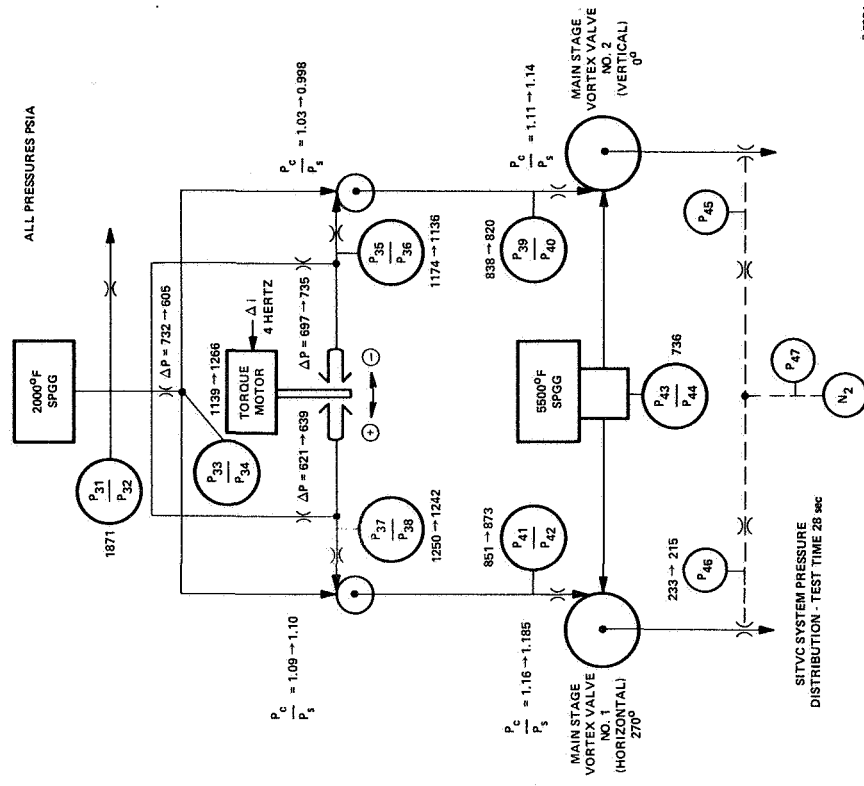 ALL PRESSURES PSIA
2000°F
SPGG
P31
P32
1871
ΔP = 732 → 605
P33
P34
1139 → 1266
TORQUE
MOTOR
Δi
4 HERTZ
Pc
Ps
= 1.09 → 1.10
Pc
Ps
= 1.03 → 0.998
ΔP = 621 → 639
ΔP = 697 → 735
+
−
P37
P38
1250 → 1242
P35
P36
1174 → 1136
Pc
Ps
= 1.16 → 1.185
851 → 873
P41
P42
838 → 820
P39
P40
Pc
Ps
= 1.11 → 1.14
5500°F
SPGG
P43
P44
736
MAIN STAGE
VORTEX VALVE
NO. 1
(HORIZONTAL)
270°
MAIN STAGE
VORTEX VALVE
NO. 2
(VERTICAL)
0°
233 → 215
P46
P45
P47
N2
SITVC SYSTEM PRESSURE
DISTRIBUTION - TEST TIME 28 sec